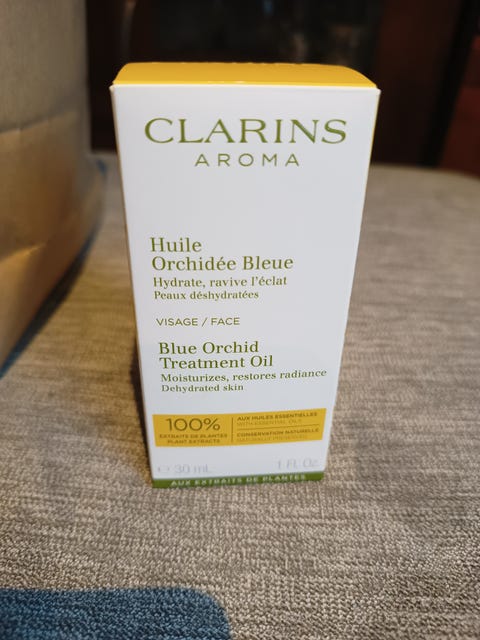 CLARINS
AROMA
Huile
Orchidée Bleue
Hydrate, ravive l'éclat
Peaux déshydratées
VISAGE / FACE
Blue Orchid
Treatment Oil
Moisturizes, restores radiance
Dehydrated skin
100%
EXTRAITS DE PLANTES
PLANT EXTRACTS
AUX HUILES ESSENTIELLES
WITH ESSENTIAL OILS
CONSERVATION NATURELLE
NATURALLY PRESERVED
℮ 30 mL 1 Fl. Oz.
AUX EXTRAITS DE PLANTES